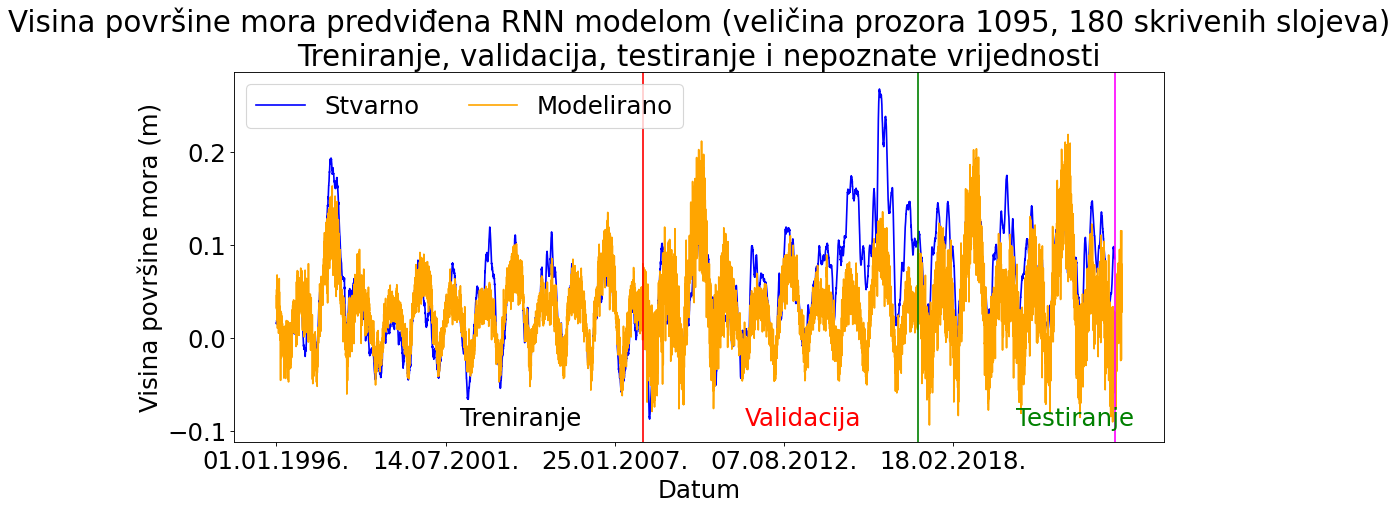 Visina površine mora predviđena RNN modelom (veličina prozora 1095, 180 skrivenih slojeva)
Treniranje, validacija, testiranje i nepoznate vrijednosti
Stvarno
Modelirano
Visina površine mora (m)
0.2
0.1
0.0
−0.1
Treniranje
Validacija
Testiranje
01.01.1996.
14.07.2001.
25.01.2007.
07.08.2012.
18.02.2018.
Datum